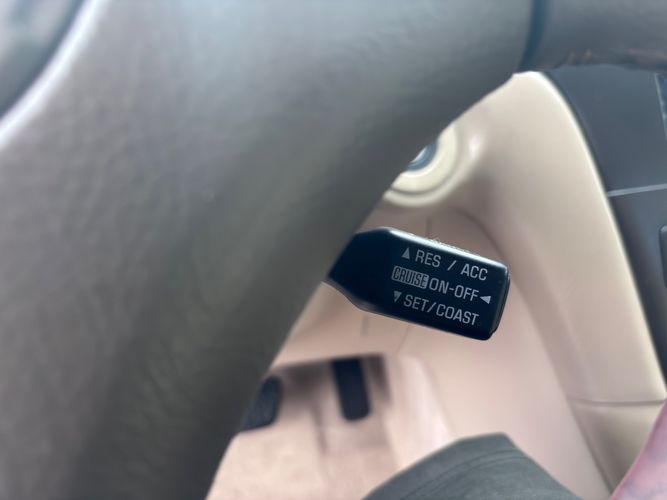 ▲ RES / ACC
CRUISE ON-OFF ◄
▼ SET/COAST